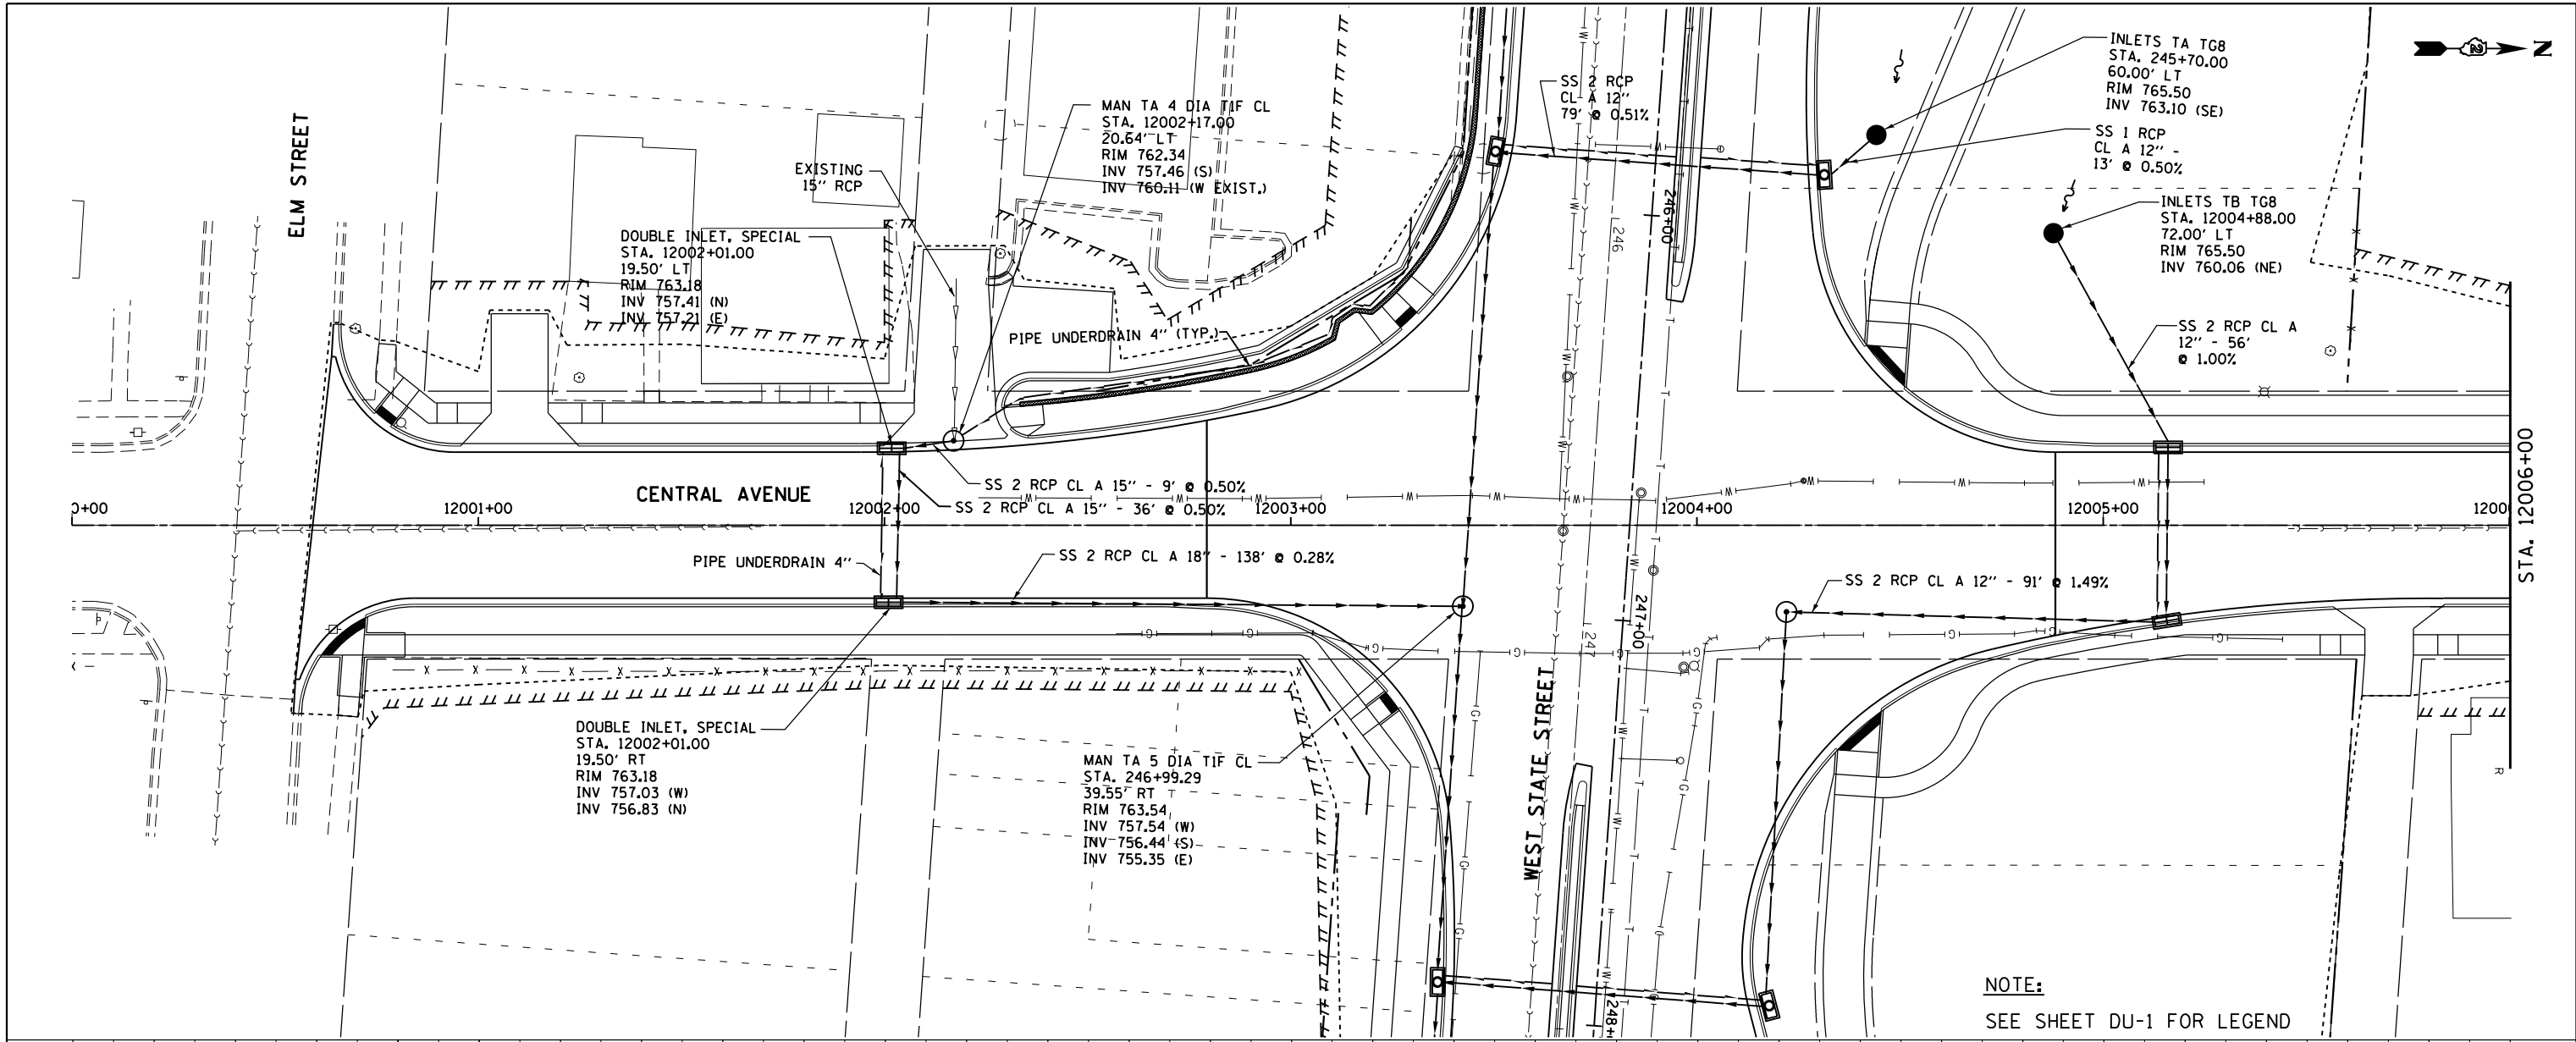 INLETS TA TG8
STA. 245+70.00
60.00' LT
RIM 765.50
INV 763.10 (SE)
N
SS 2 RCP
CL A 12"
79' @ 0.51%
MAN TA 4 DIA T1F CL
STA. 12002+17.00
20.64' LT
RIM 762.34
INV 757.46 (S)
INV 760.11 (W EXIST.)
SS 1 RCP
CL A 12" -
13' @ 0.50%
ELM STREET
EXISTING
15" RCP
INLETS TB TG8
STA. 12004+88.00
72.00' LT
RIM 765.50
INV 760.06 (NE)
DOUBLE INLET, SPECIAL
STA. 12002+01.00
19.50' LT
RIM 763.18
INV 757.41 (N)
INV 757.21 (E)
246+00
246
PIPE UNDERDRAIN 4" (TYP.)
SS 2 RCP CL A
12" - 56'
@ 1.00%
SS 2 RCP CL A 15" - 9' @ 0.50%
CENTRAL AVENUE
SS 2 RCP CL A 15" - 36' @ 0.50%
0+00
12001+00
12002+00
12003+00
12004+00
12005+00
1200
STA. 12006+00
PIPE UNDERDRAIN 4"
SS 2 RCP CL A 18" - 138' @ 0.28%
SS 2 RCP CL A 12" - 91' @ 1.49%
247+00
247
WEST STATE STREET
DOUBLE INLET, SPECIAL
STA. 12002+01.00
19.50' RT
RIM 763.18
INV 757.03 (W)
INV 756.83 (N)
MAN TA 5 DIA T1F CL
STA. 246+99.29
39.55' RT
RIM 763.54
INV 757.54 (W)
INV 756.44 (S)
INV 755.35 (E)
248+
NOTE:
SEE SHEET DU-1 FOR LEGEND